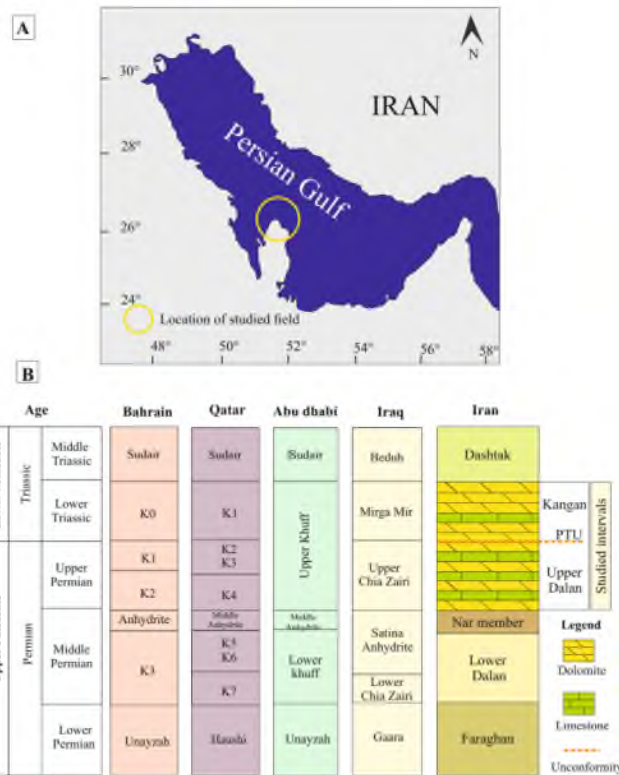 A
N
30°
28°
26°
24°
IRAN
Persian Gulf
Location of studied field
48° 50° 52° 54° 56° 58°
B
Age Bahrain Qatar Abu dhabi Iraq Iran
Triassic
Middle Triassic
Sudair
Sudair
Sudair
Beduh
Dashtak
Lower Triassic
K0
K1
Upper Khuff
Mirga Mir
Kangan
PTU
Studied intervals
Permian
Upper Permian
K1
K2
K2
K3
K4
Upper Chia Zairi
Upper Dalan
Middle Permian
Anhydrite
Middle Anhydrite
Middle Anhydrite
Satina Anhydrite
Nar member
K3
K5
K6
K7
Lower khuff
Lower Chia Zairi
Lower Dalan
Lower Permian
Unayzah
Haushi
Unayzah
Gaara
Faraghan
Legend
Dolomite
Limestone
Unconformity